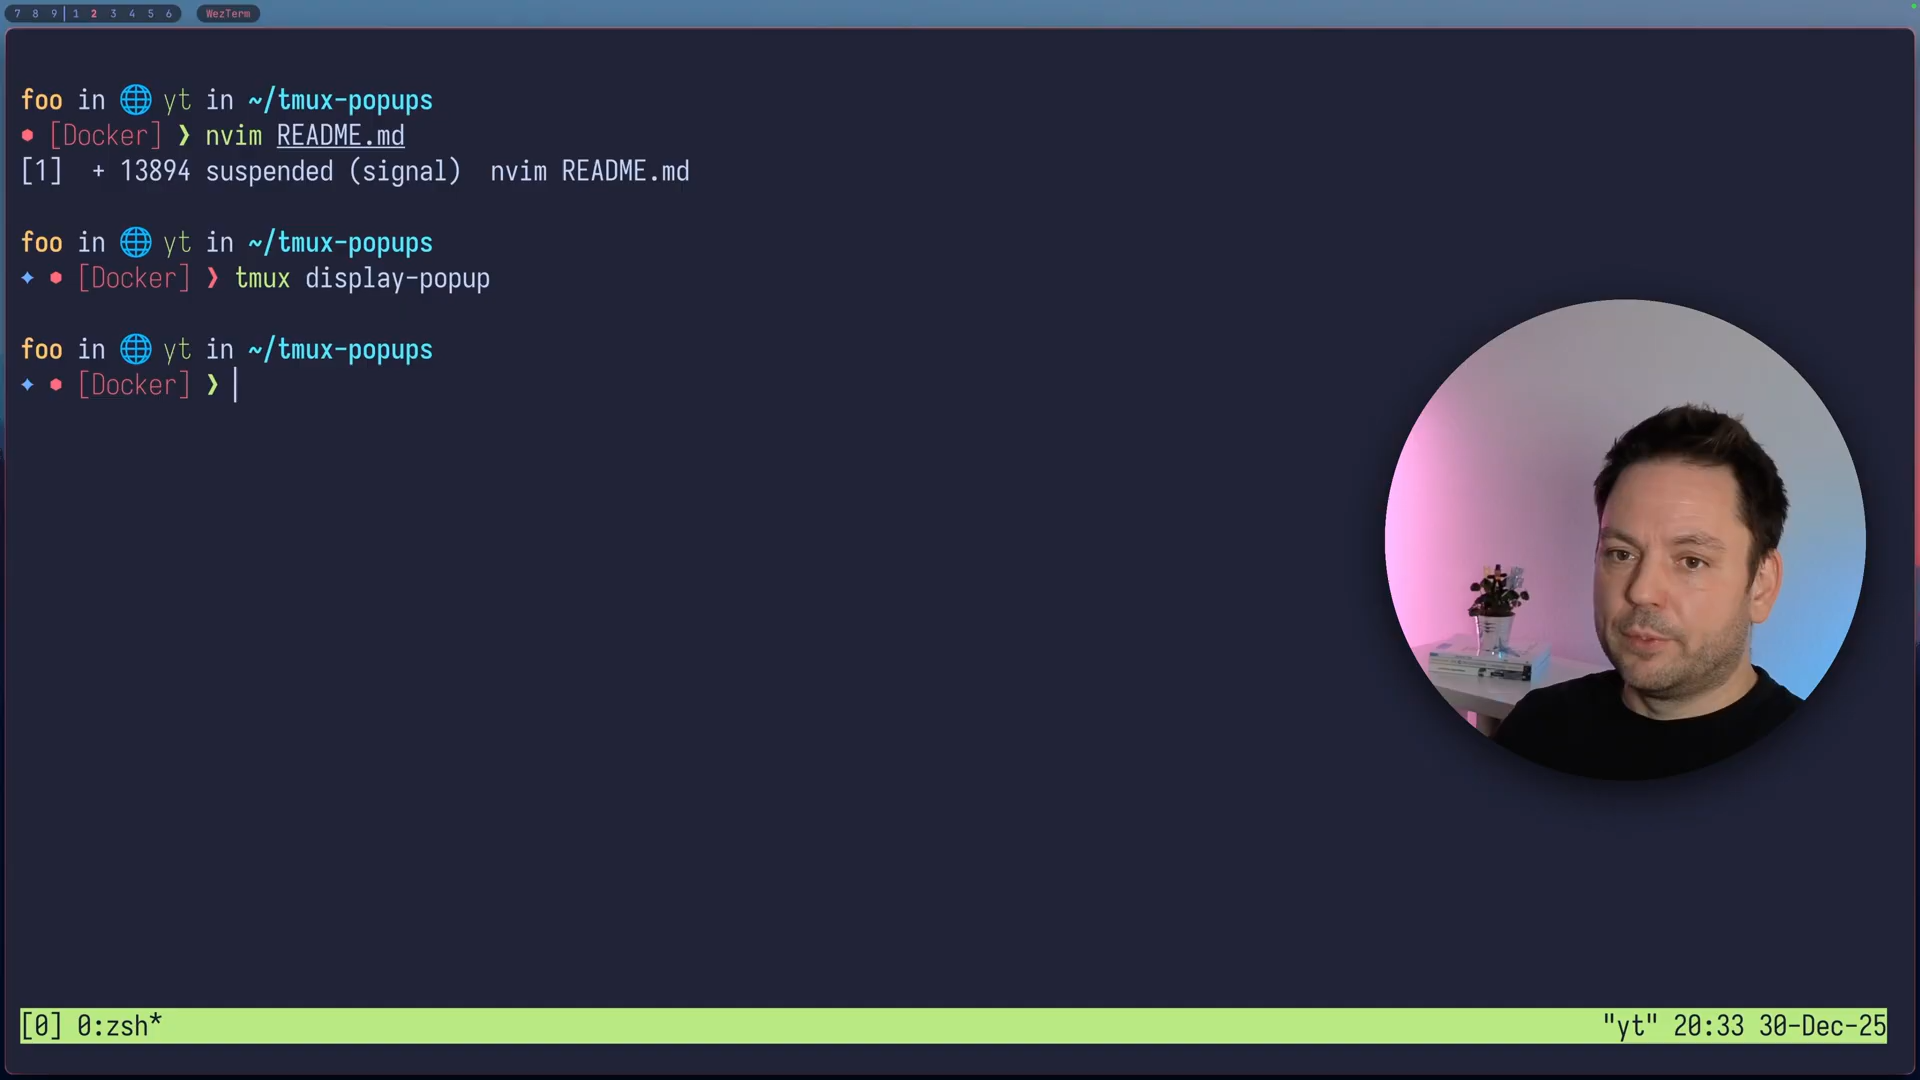 7 8 9 1 2 3 4 5 6 WezTerm
foo in yt in ~/tmux-popups
[Docker] ❯ nvim README.md
[1]  + 13894 suspended (signal)  nvim README.md
foo in yt in ~/tmux-popups
✦ [Docker] ❯ tmux display-popup
foo in yt in ~/tmux-popups
✦ [Docker] ❯
[0] 0:zsh*
"yt" 20:33 30-Dec-25